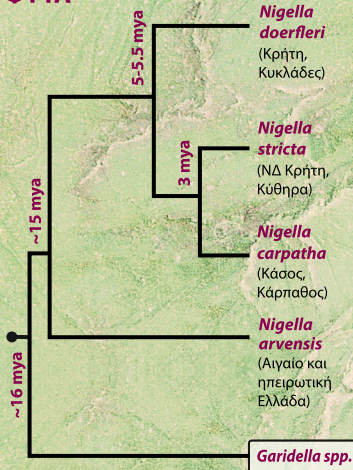 Nigella
doerfleri
(Κρήτη,
Κυκλάδες)
5-5.5 mya
Nigella
stricta
(ΝΔ Κρήτη,
Κύθηρα)
3 mya
Nigella
carpatha
(Κάσος,
Κάρπαθος)
~15 mya
Nigella
arvensis
(Αιγαίο και
ηπειρωτική
Ελλάδα)
~16 mya
Garidella spp.